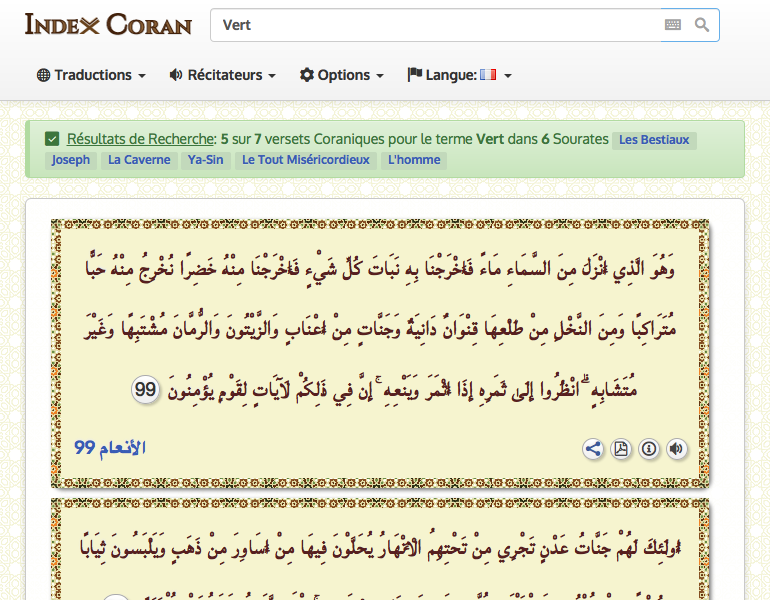 INDEX CORAN
Vert
Traductions Récitateurs Options Langue:
Résultats de Recherche: 5 sur 7 versets Coraniques pour le terme Vert dans 6 Sourates Les Bestiaux
Joseph La Caverne Ya-Sin Le Tout Miséricordieux L'homme
وَهُوَ الَّذِي أَنْزَلَ مِنَ السَّمَاءِ مَاءً فَأَخْرَجْنَا بِهِ نَبَاتَ كُلِّ شَيْءٍ فَأَخْرَجْنَا مِنْهُ خَضِرًا نُخْرِجُ مِنْهُ حَبًّا
مُتَرَاكِبًا وَمِنَ النَّخْلِ مِنْ طَلْعِهَا قِنْوَانٌ دَانِيَةٌ وَجَنَّاتٍ مِنْ أَعْنَابٍ وَالزَّيْتُونَ وَالرُّمَّانَ مُشْتَبِهًا وَغَيْرَ
مُتَشَابِهٍ ۗ انْظُرُوا إِلَىٰ ثَمَرِهِ إِذَا أَثْمَرَ وَيَنْعِهِ ۚ إِنَّ فِي ذَٰلِكُمْ لَآيَاتٍ لِقَوْمٍ يُؤْمِنُونَ 99
الأنعام 99
أُولَٰئِكَ لَهُمْ جَنَّاتُ عَدْنٍ تَجْرِي مِنْ تَحْتِهِمُ الْأَنْهَارُ يُحَلَّوْنَ فِيهَا مِنْ أَسَاوِرَ مِنْ ذَهَبٍ وَيَلْبَسُونَ ثِيَابًا